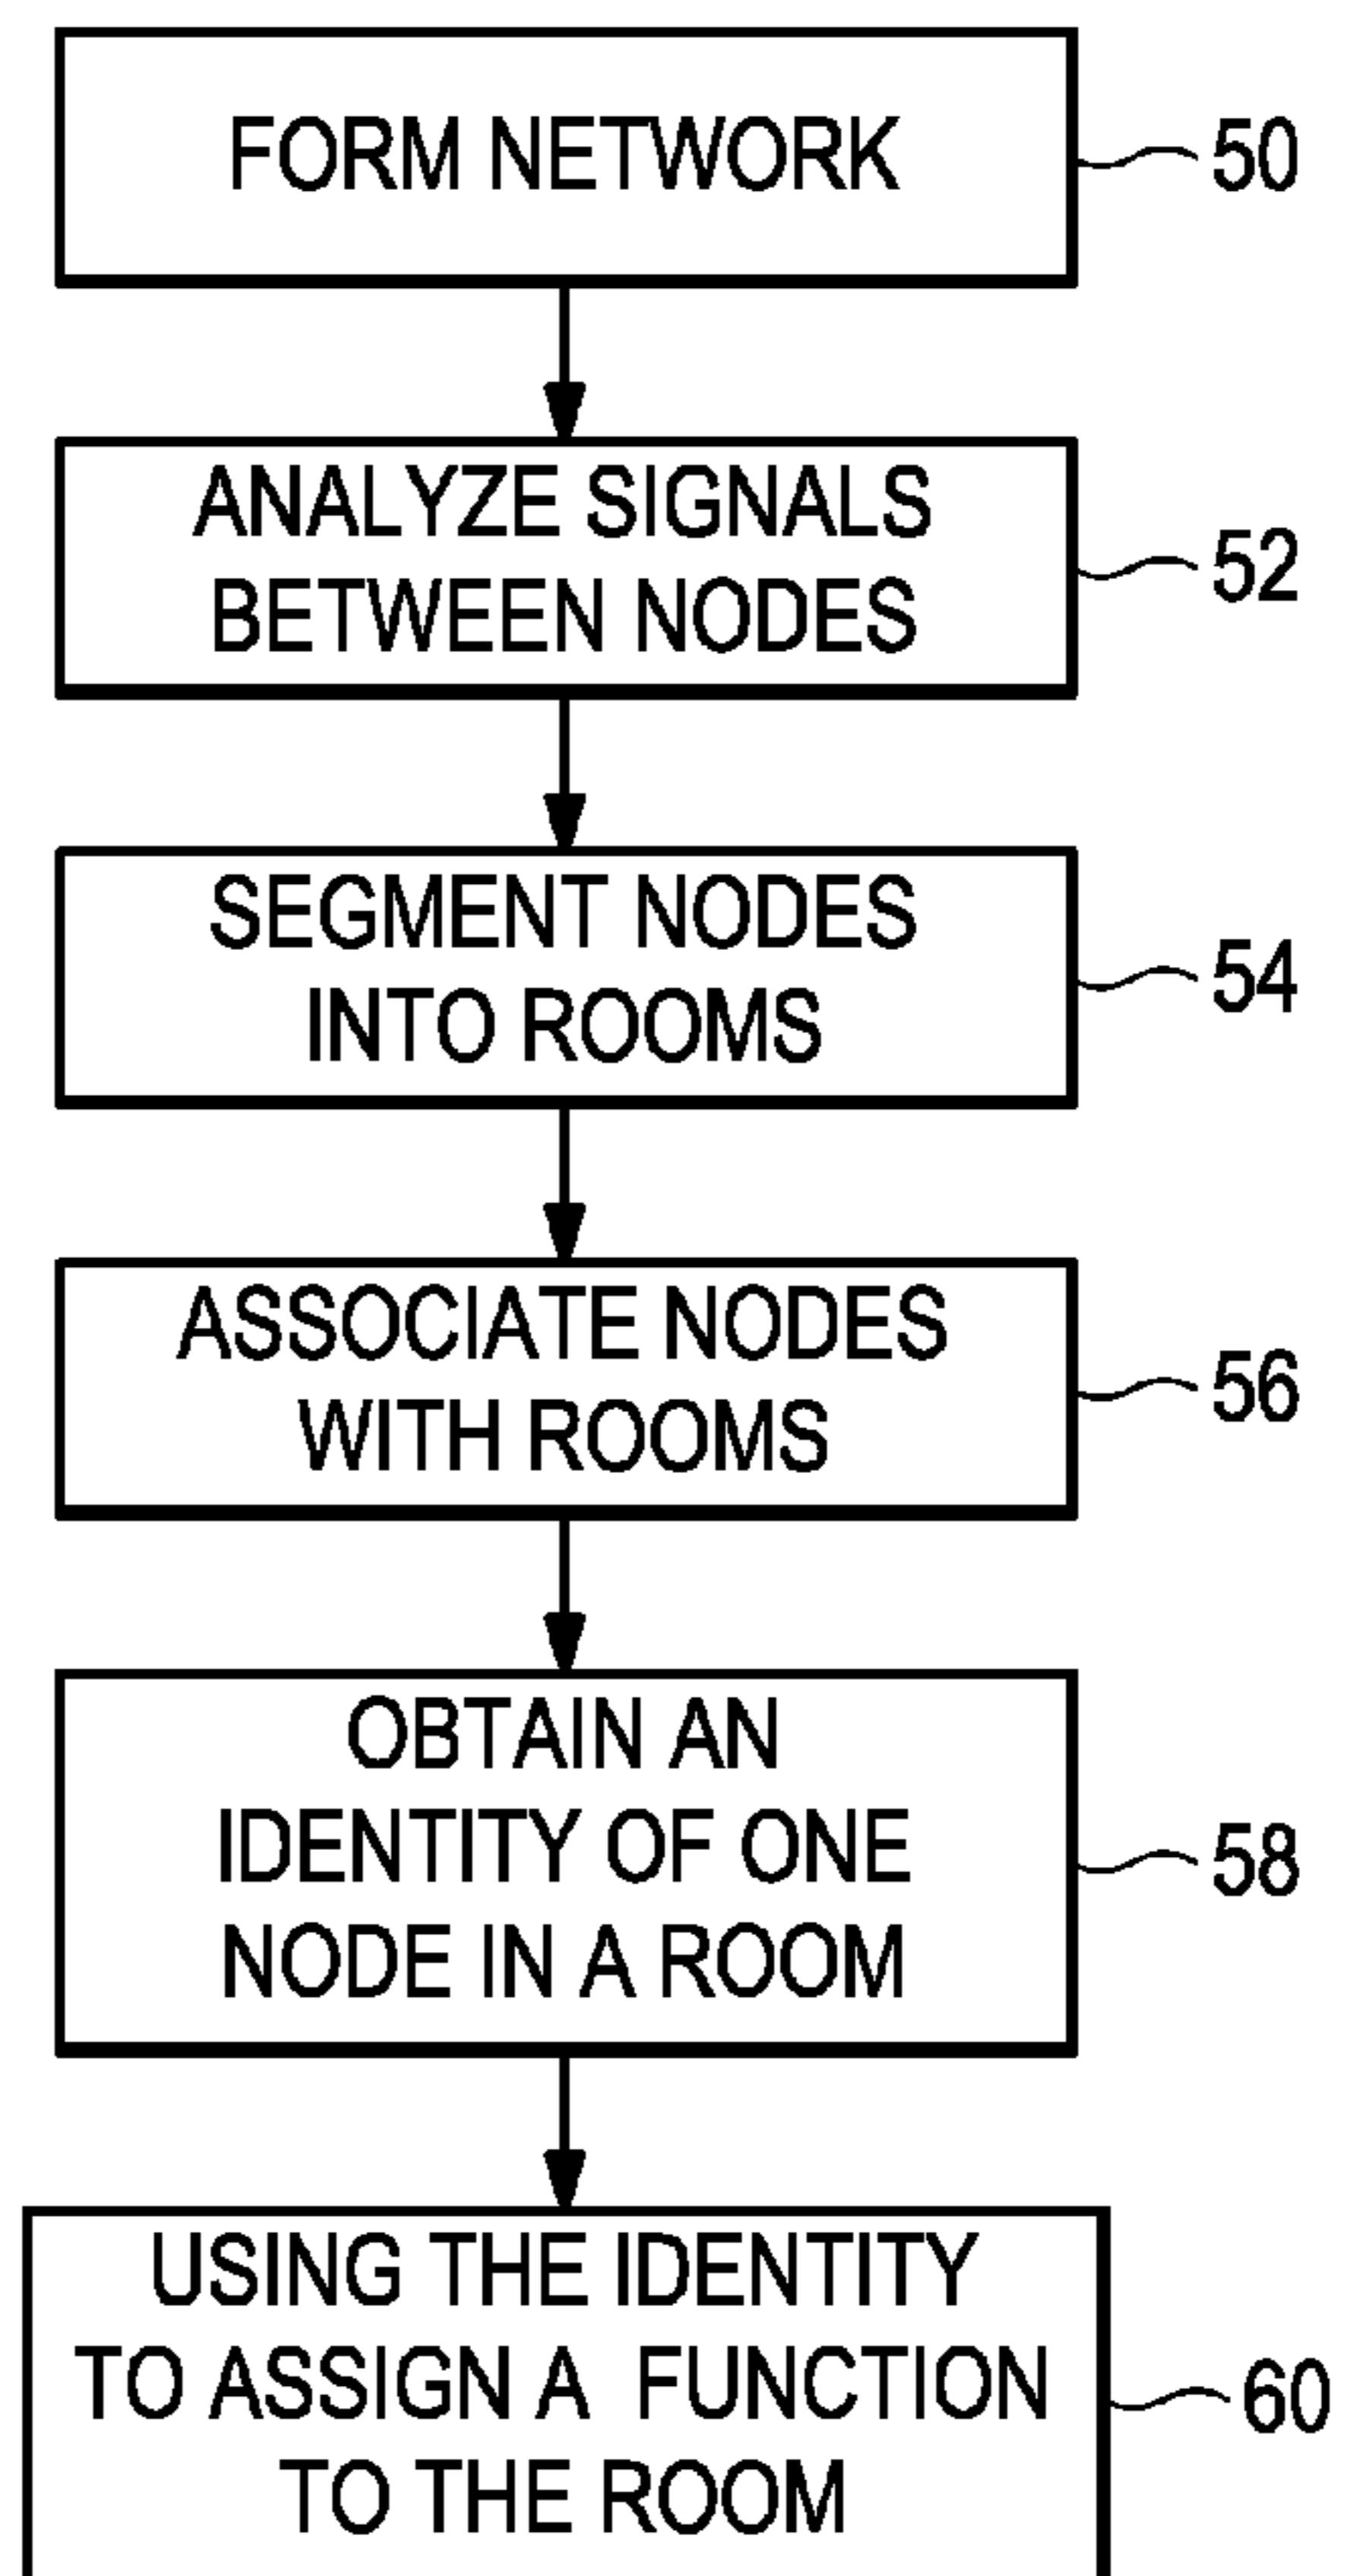 FORM NETWORK
50
ANALYZE SIGNALS
BETWEEN NODES
52
SEGMENT NODES
INTO ROOMS
54
ASSOCIATE NODES
WITH ROOMS
56
OBTAIN AN
IDENTITY OF ONE
NODE IN A ROOM
58
USING THE IDENTITY
TO ASSIGN A FUNCTION
TO THE ROOM
60